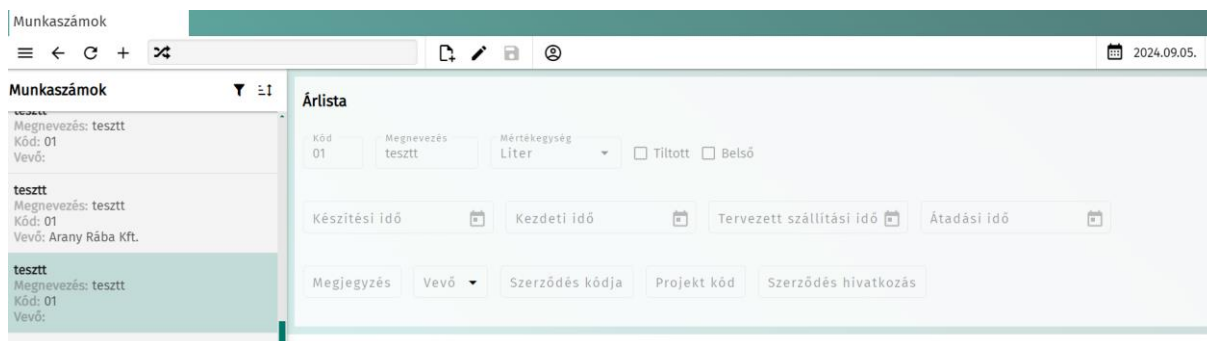 Munkaszámok
2024.09.05.
Munkaszámok
tesztt
Megnevezés: tesztt
Kód: 01
Vevő:
tesztt
Megnevezés: tesztt
Kód: 01
Vevő: Arany Rába Kft.
tesztt
Megnevezés: tesztt
Kód: 01
Vevő:
Árlista
Kód Megnevezés Mértékegység
01 tesztt Liter Tiltott Belső
Készítési idő Kezdeti idő Tervezett szállítási idő Átadási idő
Megjegyzés Vevő Szerződés kódja Projekt kód Szerződés hivatkozás